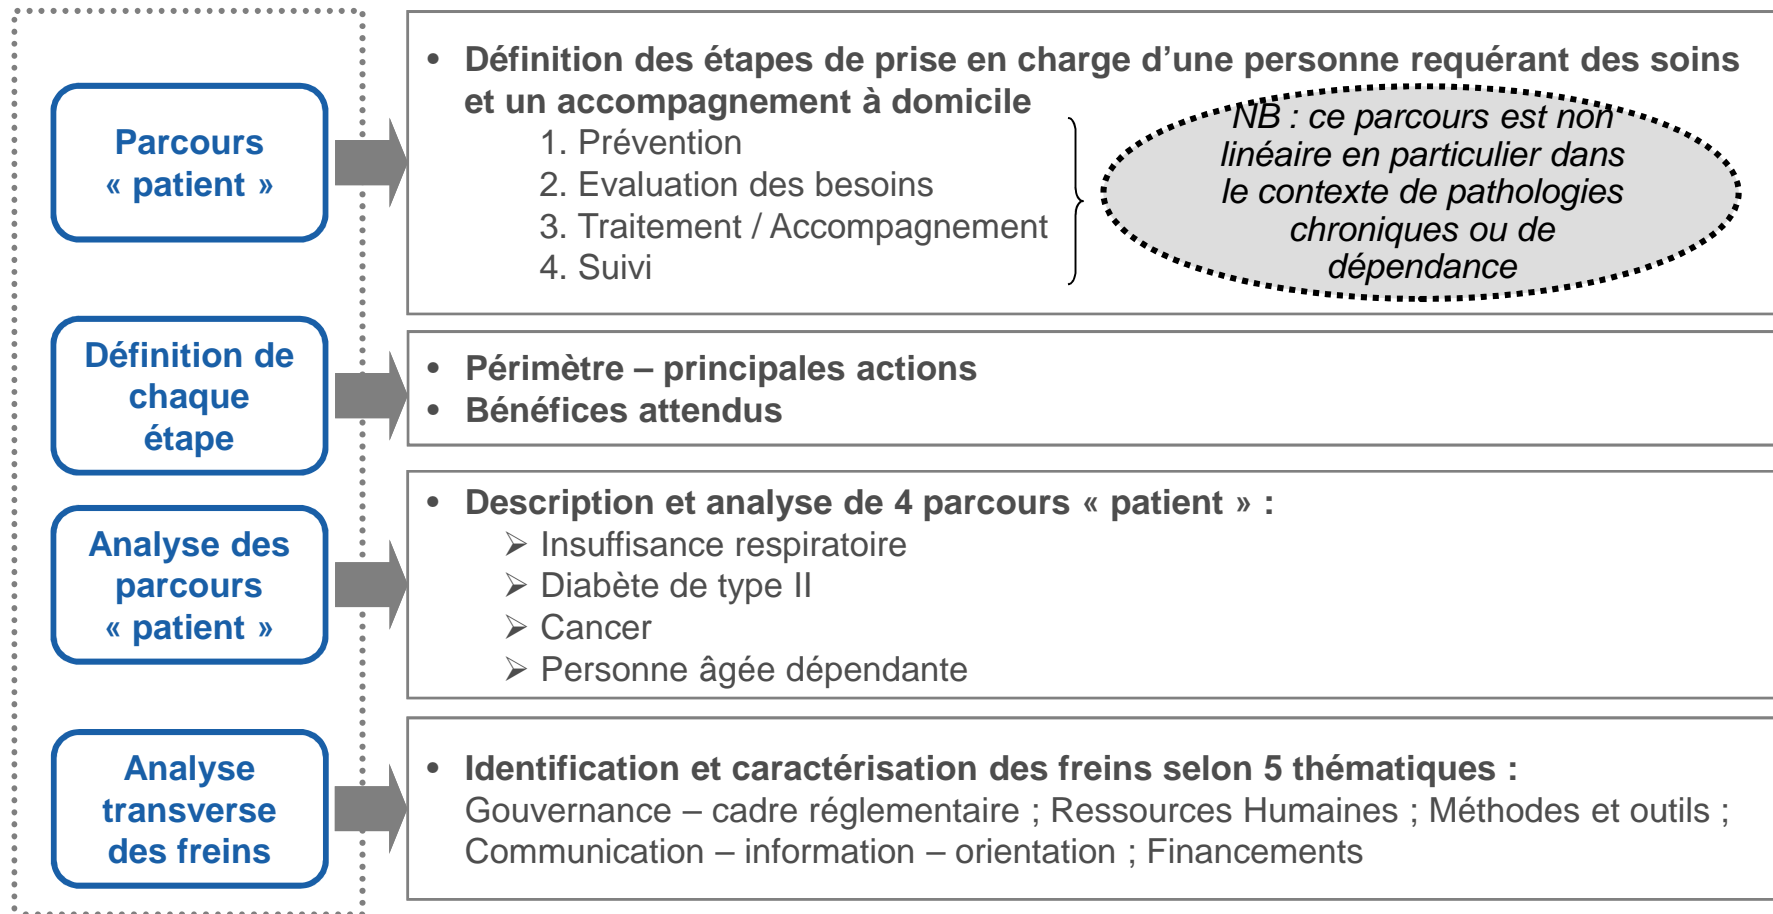 Parcours
« patient »
• Définition des étapes de prise en charge d’une personne requérant des soins
et un accompagnement à domicile
1. Prévention
2. Evaluation des besoins
3. Traitement / Accompagnement
4. Suivi
NB : ce parcours est non
linéaire en particulier dans
le contexte de pathologies
chroniques ou de
dépendance
Définition de
chaque
étape
• Périmètre – principales actions
• Bénéfices attendus
Analyse des
parcours
« patient »
• Description et analyse de 4 parcours « patient » :
➢ Insuffisance respiratoire
➢ Diabète de type II
➢ Cancer
➢ Personne âgée dépendante
Analyse
transverse
des freins
• Identification et caractérisation des freins selon 5 thématiques :
Gouvernance – cadre réglementaire ; Ressources Humaines ; Méthodes et outils ;
Communication – information – orientation ; Financements